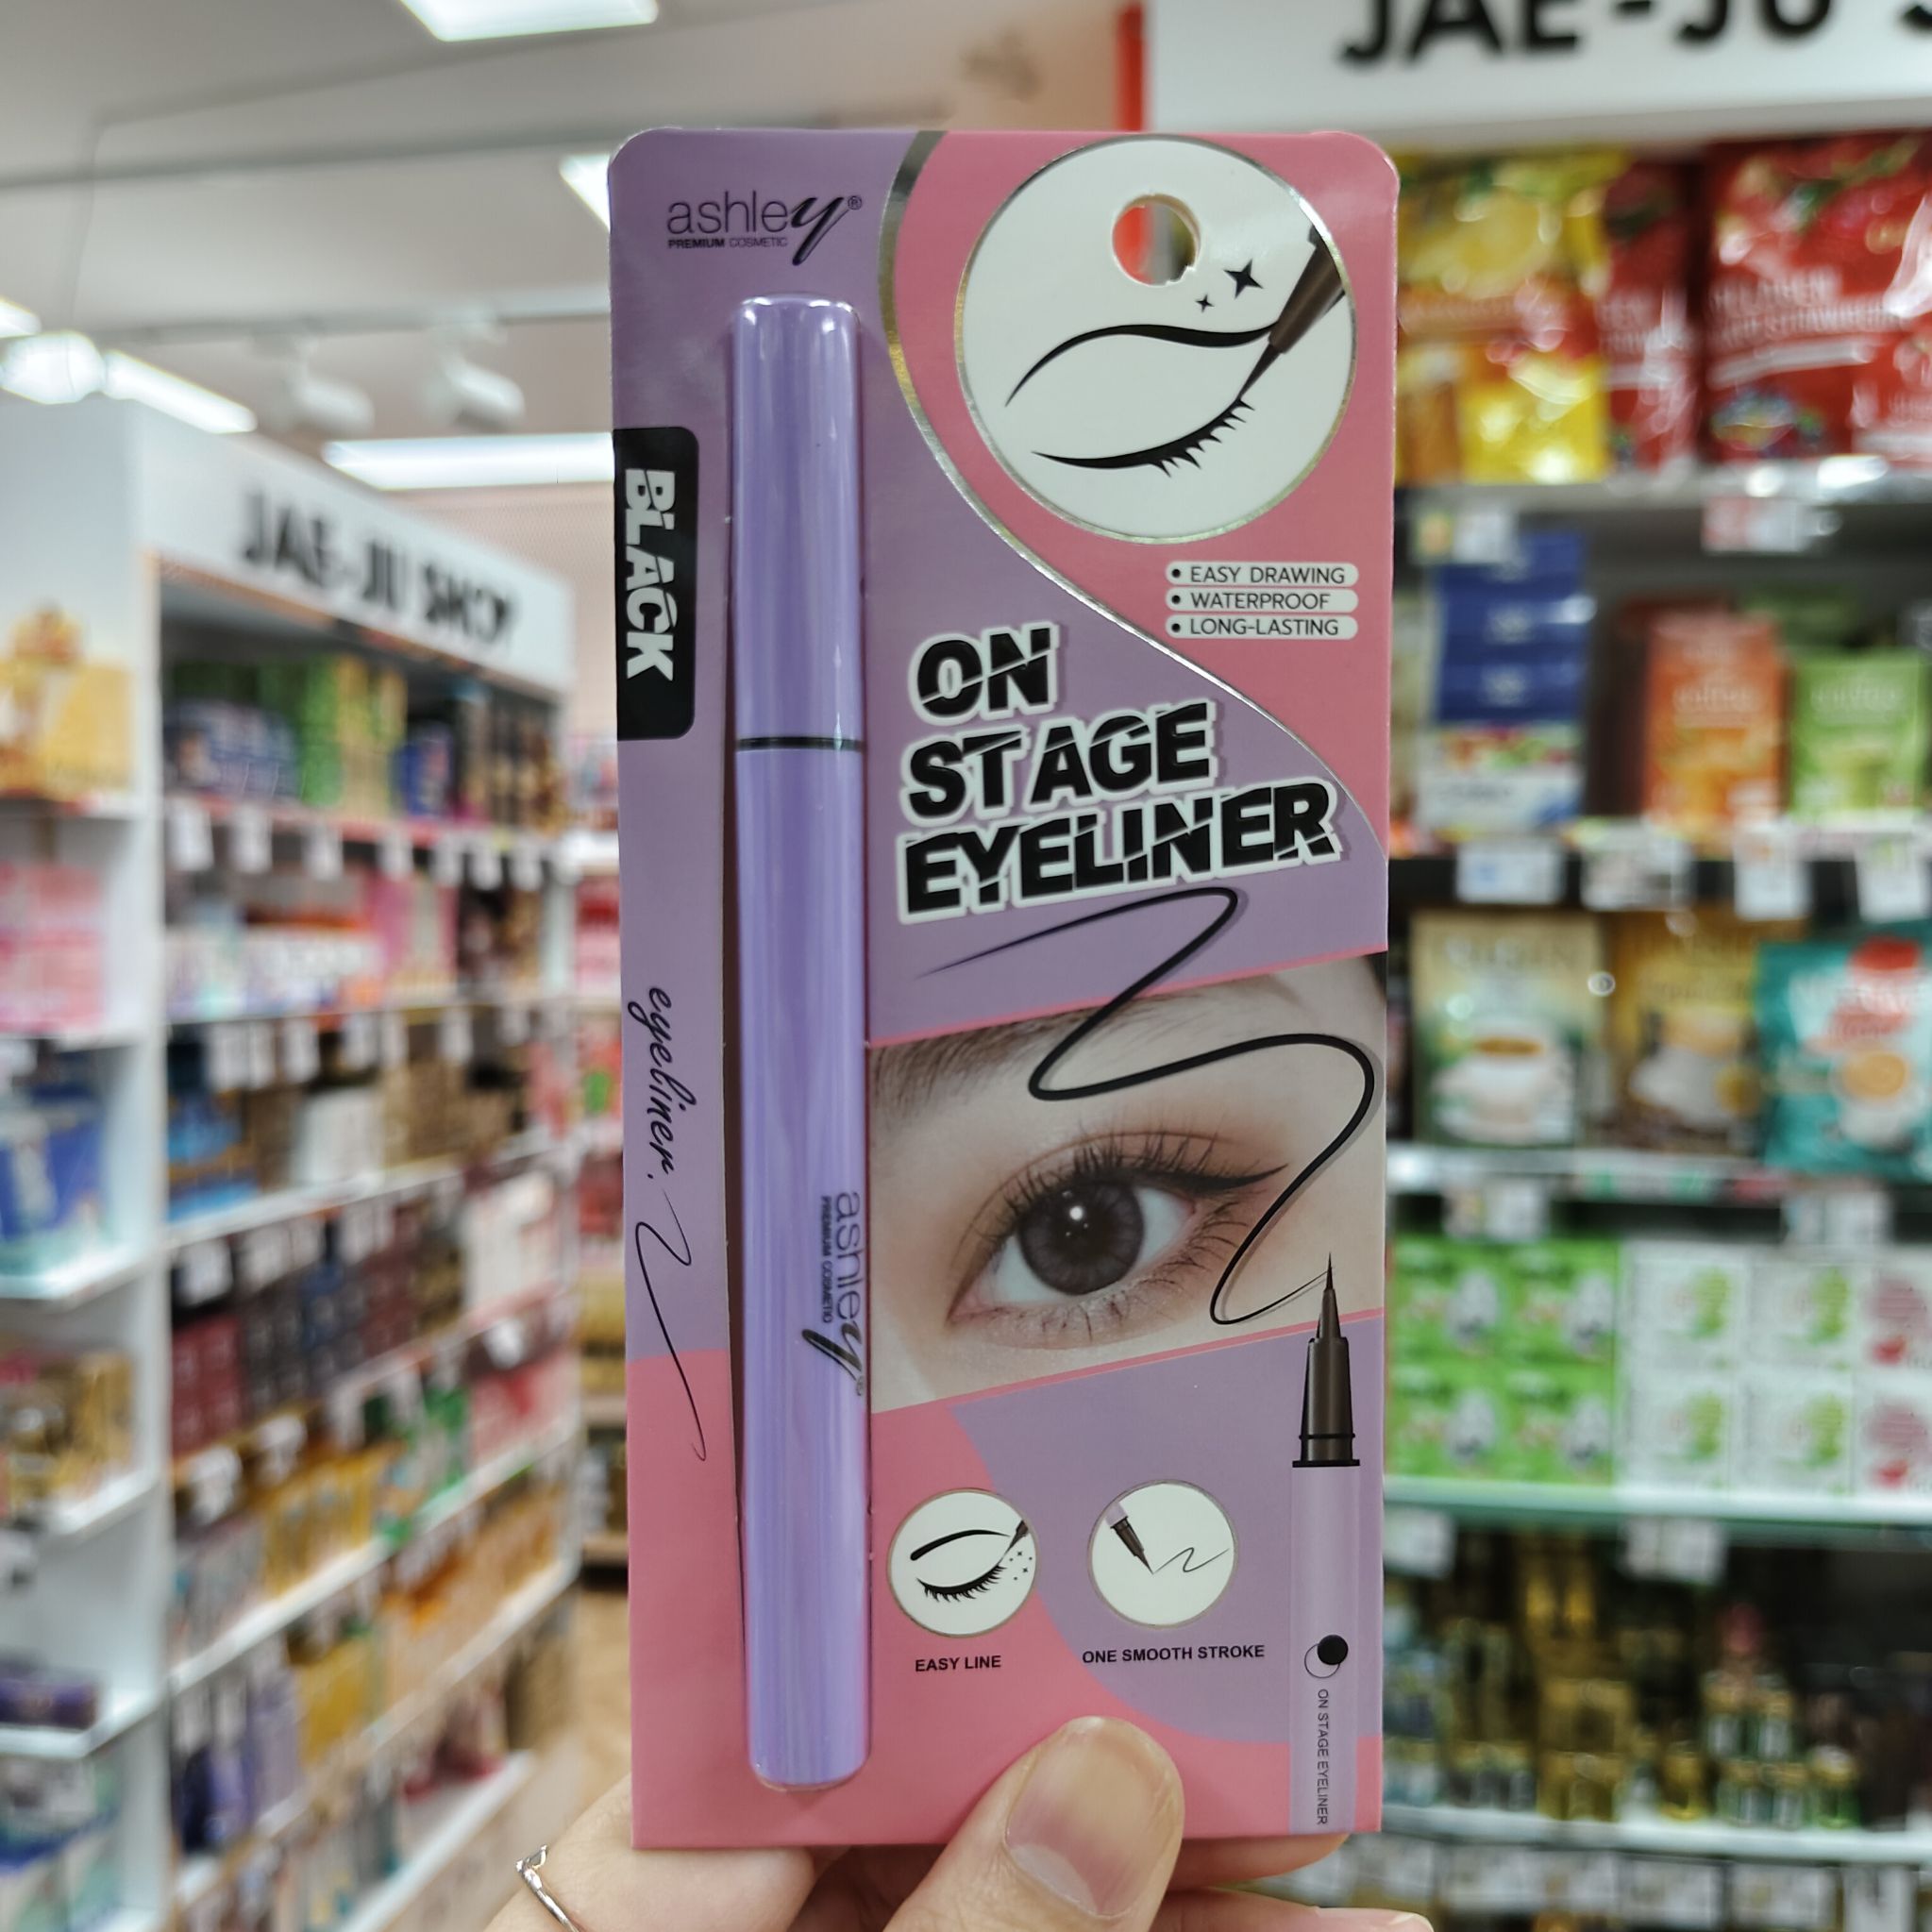 JAE-JU
JAE-JU SHOP
ashley®
PREMIUM COSMETIC
BLACK
• EASY DRAWING
• WATERPROOF
• LONG-LASTING
ON
STAGE
EYELINER
eyeliner.
ashley®
PREMIUM COSMETIC
EASY LINE
ONE SMOOTH STROKE
ON STAGE EYELINER